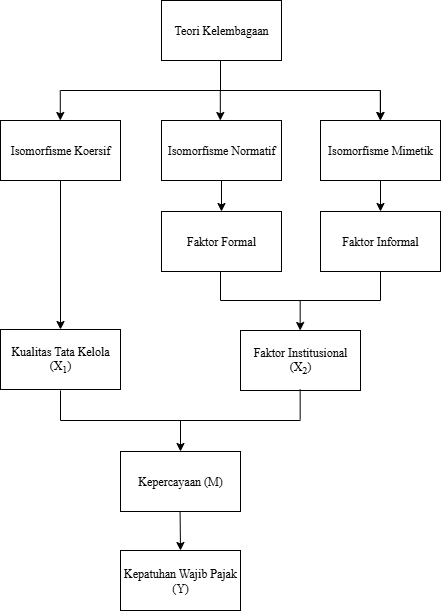 Teori Kelembagaan
Isomorfisme Koersif
Isomorfisme Normatif
Isomorfisme Mimetik
Faktor Formal
Faktor Informal
Kualitas Tata Kelola
(X₁)
Faktor Institusional
(X₂)
Kepercayaan (M)
Kepatuhan Wajib Pajak
(Y)